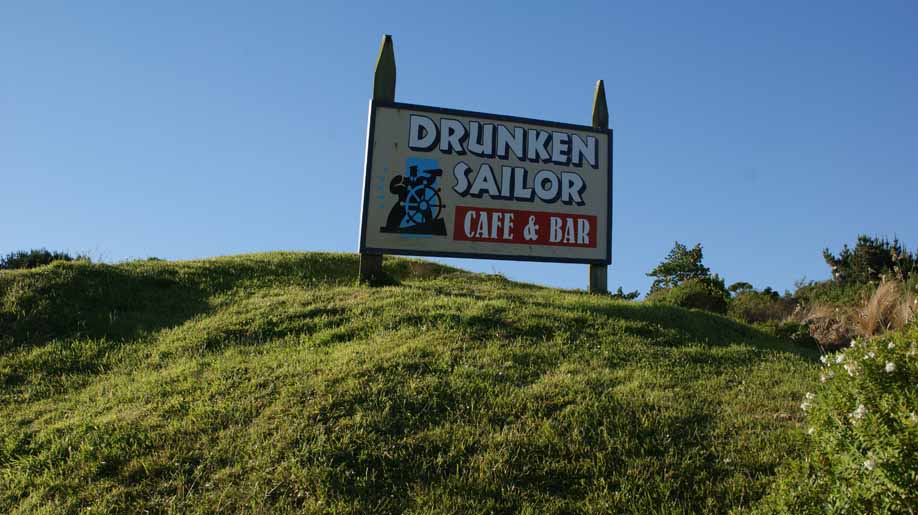 DRUNKEN
SAILOR
CAFE & BAR